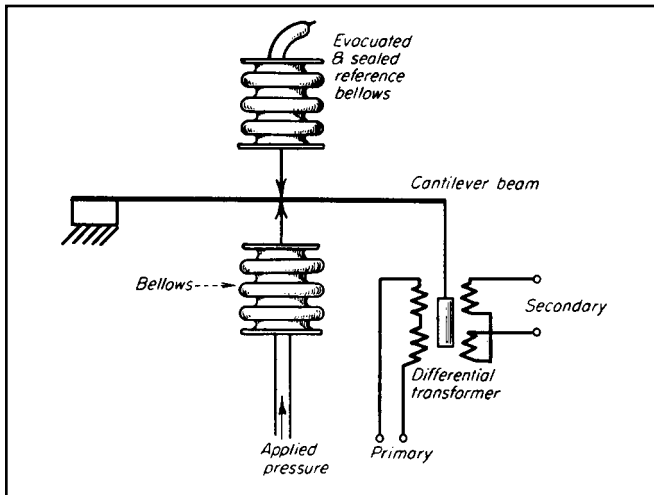 Evacuated
& sealed
reference
bellows
Cantilever beam
Bellows
Secondary
Differential
transformer
Applied
pressure
Primary